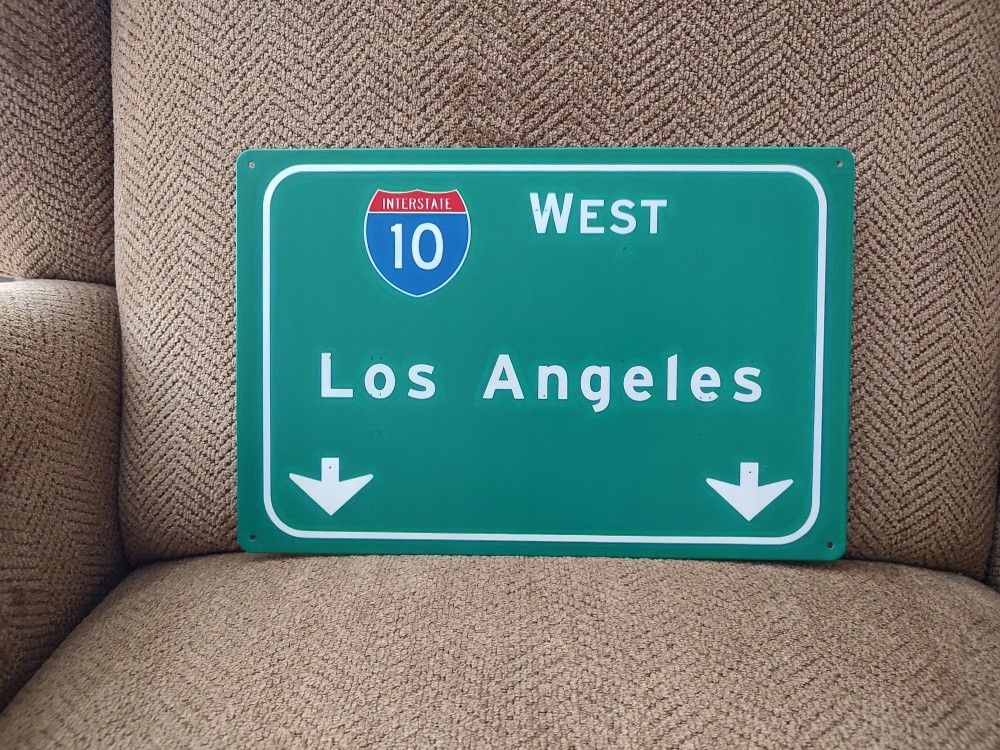 INTERSTATE
10
WEST
Los Angeles